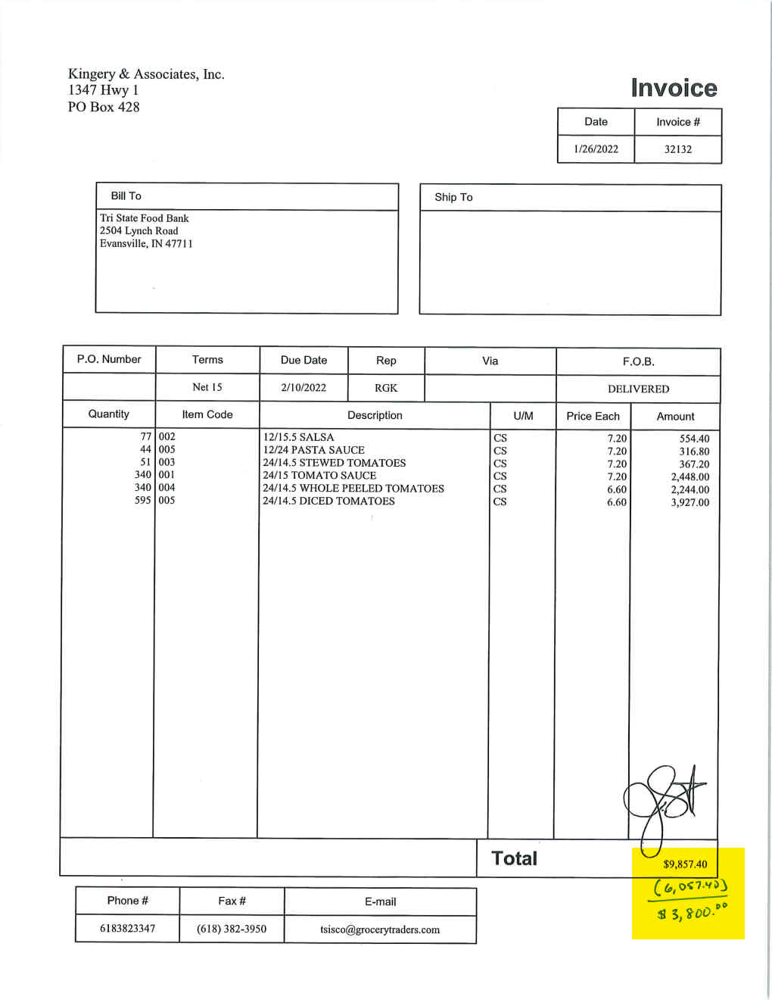 Kingery & Associates, Inc.
1347 Hwy 1
PO Box 428
Invoice
Date Invoice #
1/26/2022 32132
Bill To
Tri State Food Bank
2504 Lynch Road
Evansville, IN 47711
Ship To
P.O. Number Terms Due Date Rep Via F.O.B.
Net 15 2/10/2022 RGK DELIVERED
Quantity Item Code Description U/M Price Each Amount
77 002 12/15.5 SALSA CS 7.20 554.40
44 005 12/24 PASTA SAUCE CS 7.20 316.80
51 003 24/14.5 STEWED TOMATOES CS 7.20 367.20
340 001 24/15 TOMATO SAUCE CS 7.20 2,448.00
340 004 24/14.5 WHOLE PEELED TOMATOES CS 6.60 2,244.00
595 005 24/14.5 DICED TOMATOES CS 6.60 3,927.00
Total $9,857.40
(6,057.40)
$ 3,800.00
Phone # Fax # E-mail
6183823347 (618) 382-3950 tsisco@grocerytraders.com